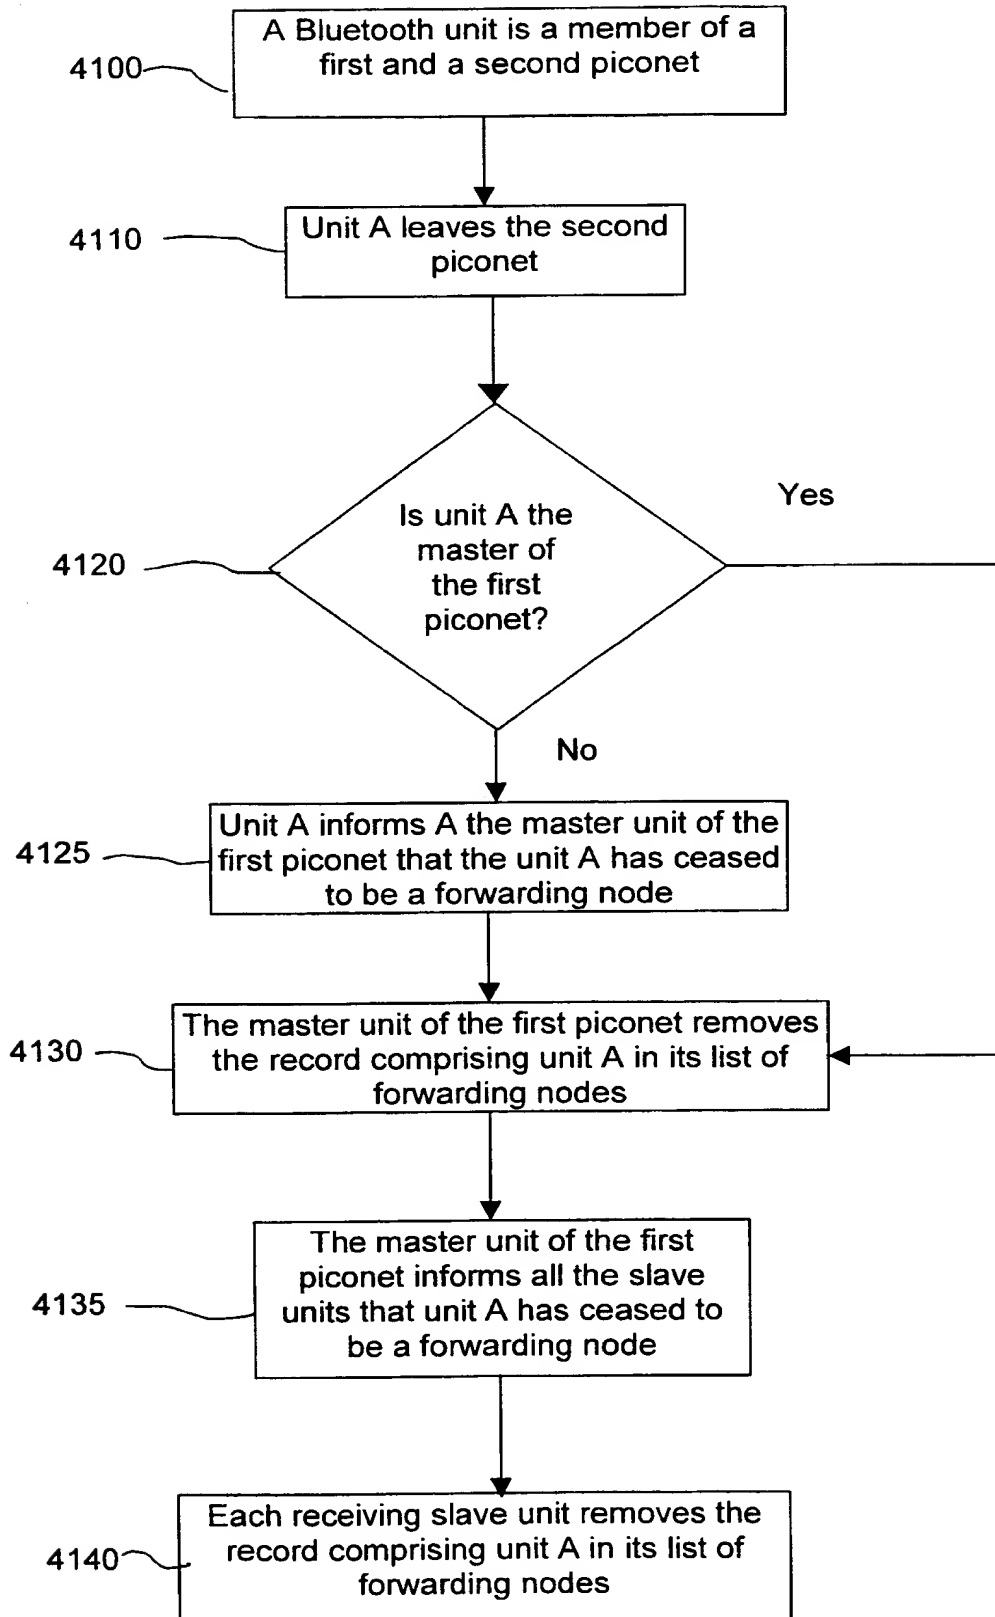 A Bluetooth unit is a member of a
first and a second piconet
4100
Unit A leaves the second
piconet
4110
Yes
Is unit A the
master of
the first
piconet?
4120
No
Unit A informs A the master unit of the
first piconet that the unit A has ceased
to be a forwarding node
4125
The master unit of the first piconet removes
the record comprising unit A in its list of
forwarding nodes
4130
The master unit of the first
piconet informs all the slave
units that unit A has ceased to
be a forwarding node
4135
Each receiving slave unit removes the
record comprising unit A in its list of
forwarding nodes
4140